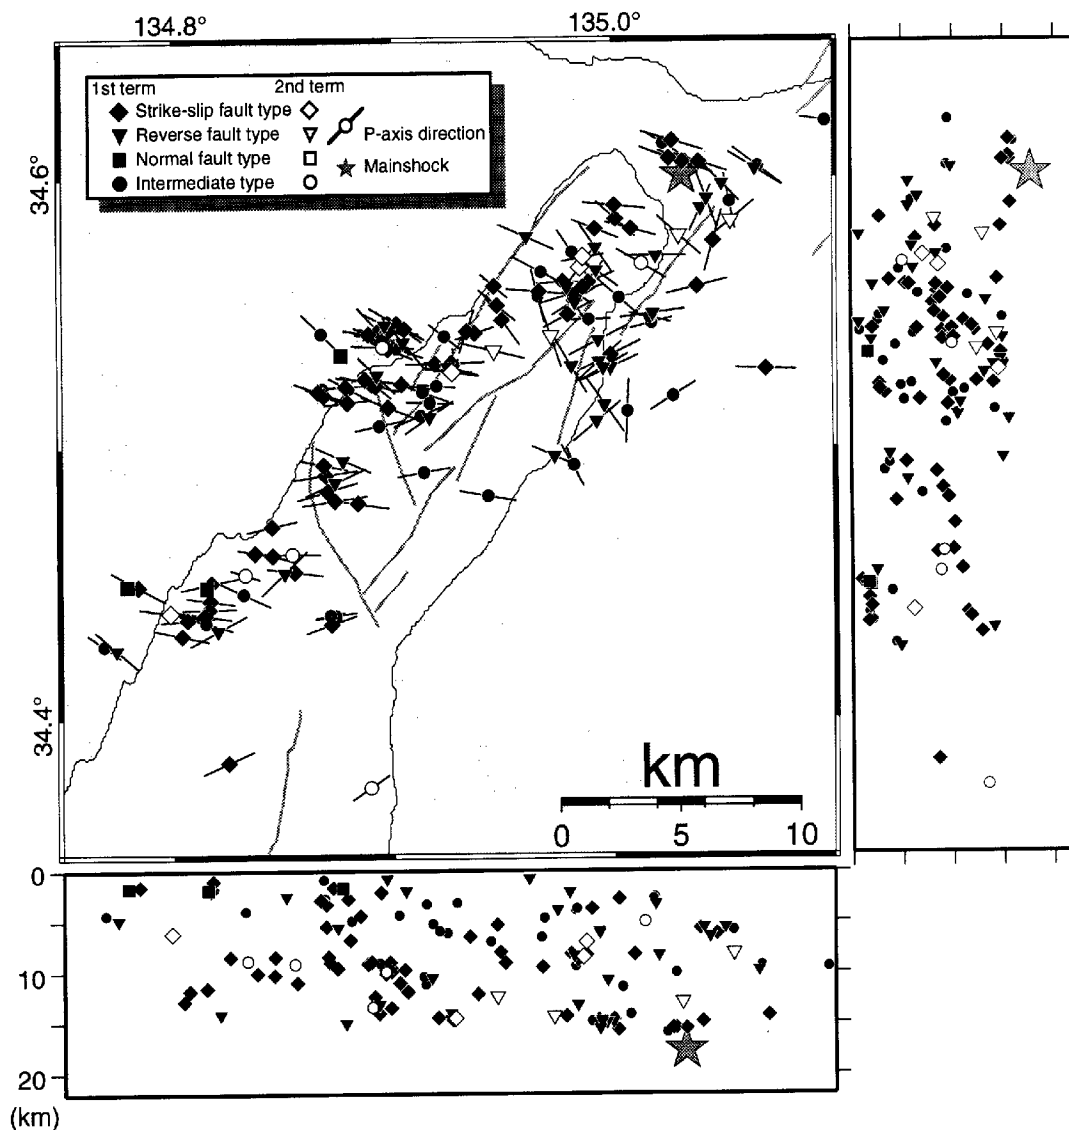 134.8°
135.0°
1st term 2nd term
Strike-slip fault type
Reverse fault type
Normal fault type
Intermediate type
P-axis direction
Mainshock
34.6°
34.4°
km
0 5 10
0
10
20
(km)